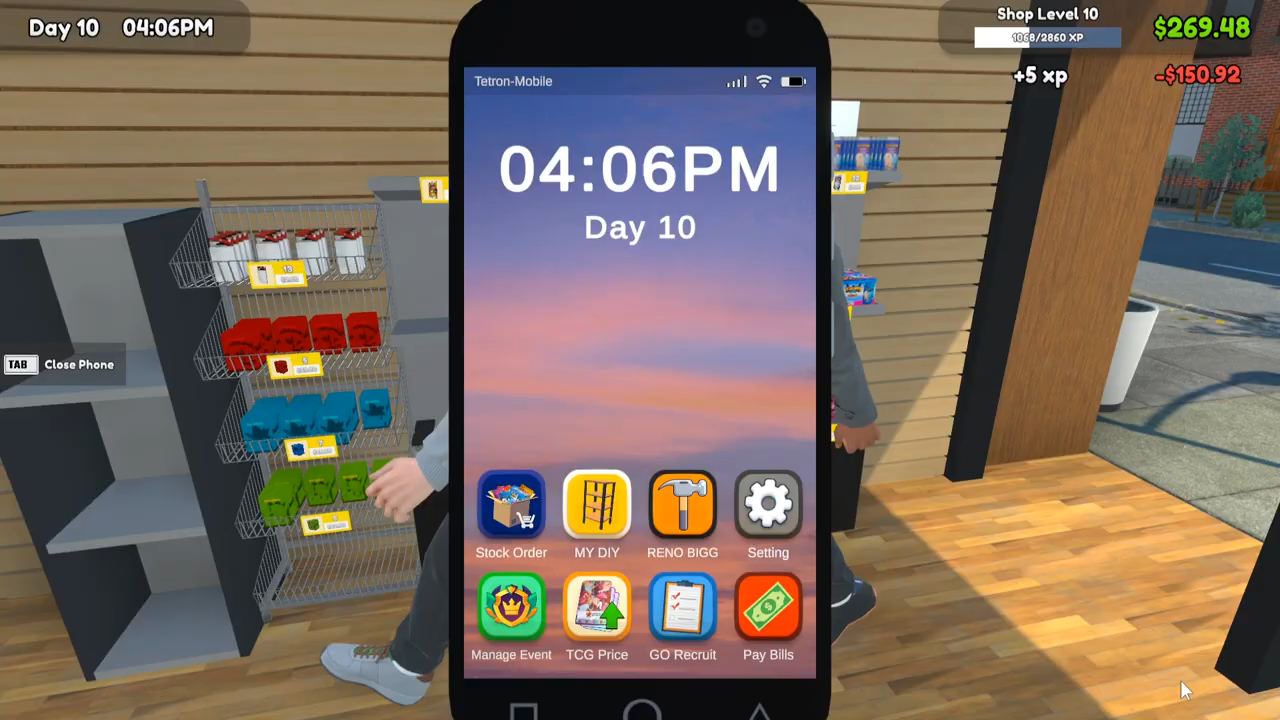 Day 10 04:06PM
Shop Level 10
1068/2860 XP
$269.48
+5 xp
-$150.92
Tetron-Mobile
04:06PM
Day 10
TAB Close Phone
Stock Order MY DIY RENO BIGG Setting
Manage Event TCG Price GO Recruit Pay Bills